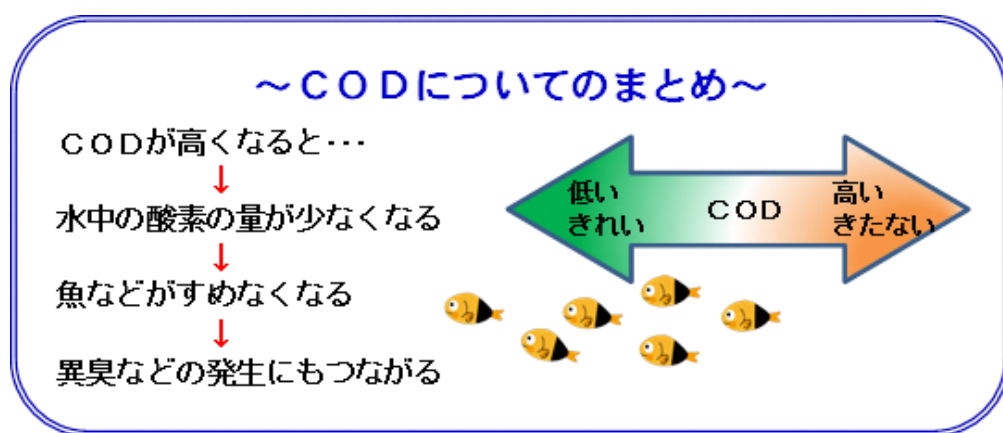 ～ＣＯＤについてのまとめ～
ＣＯＤが高くなると･･･
↓
水中の酸素の量が少なくなる
↓
魚などがすめなくなる
↓
異臭などの発生にもつながる
低い
きれい
ＣＯＤ
高い
きたない